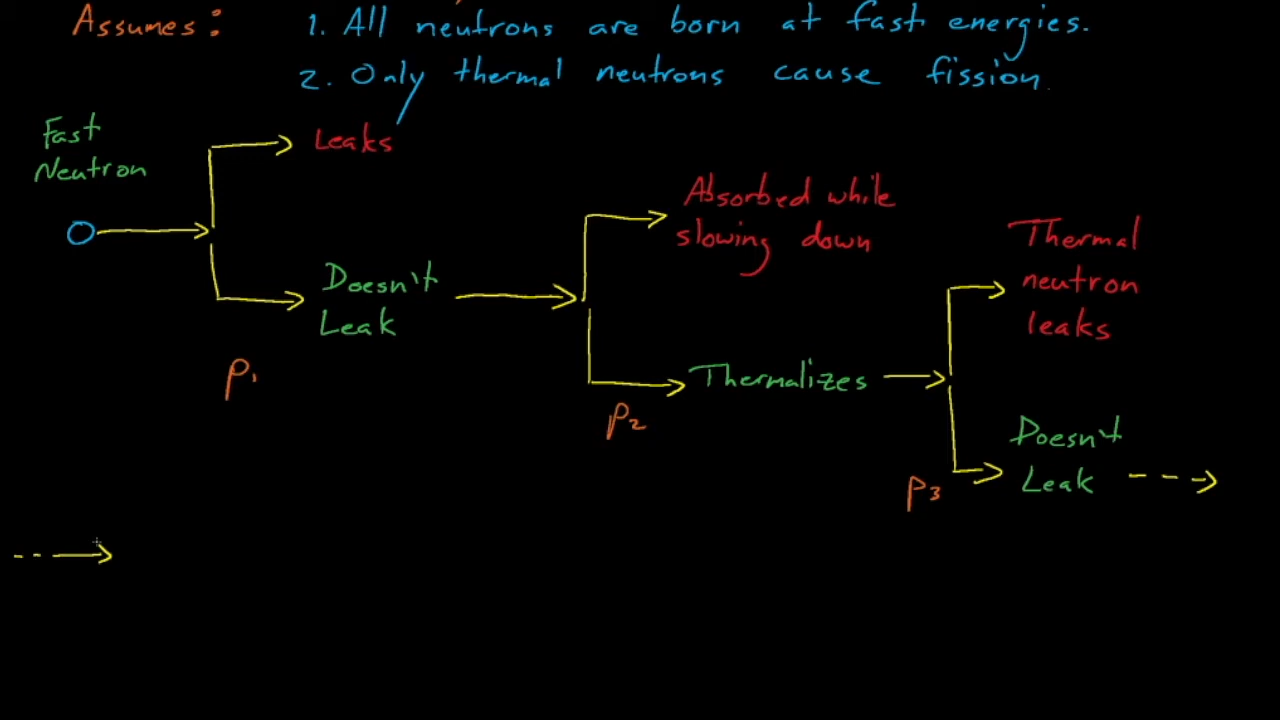 Assumes: 1. All neutrons are born at fast energies.
2. Only thermal neutrons cause fission.
Fast
Neutron
Leaks
Doesn't
Leak
P1
Absorbed while
slowing down
Thermalizes
P2
Thermal
neutron
leaks
Doesn't
Leak
P3